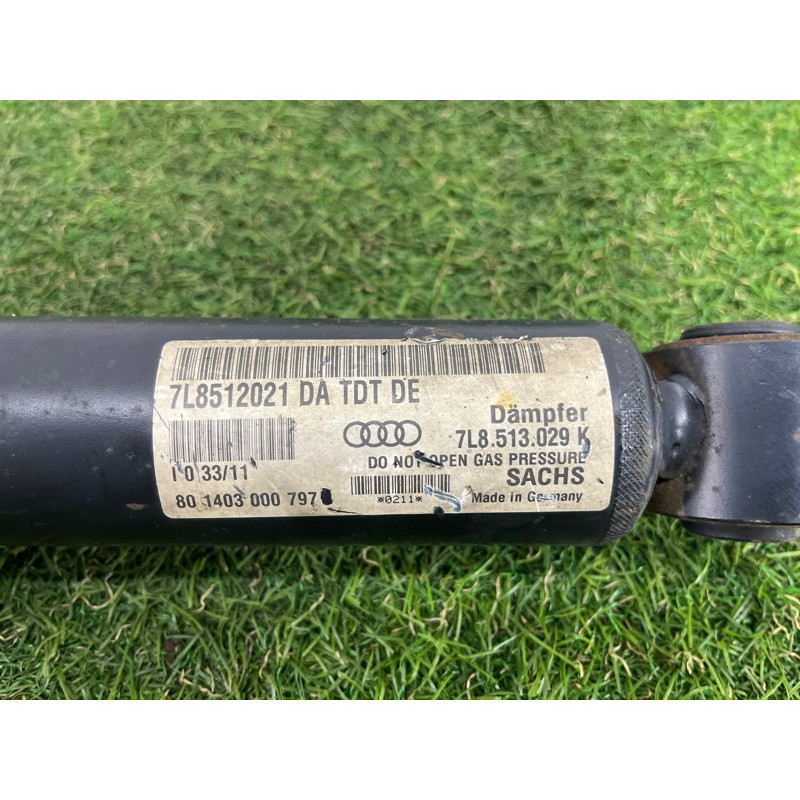 7L8512021 DA TDT DE
Dämpfer
7L8.513.029 K
DO NOT OPEN GAS PRESSURE
33/11
SACHS
80 1403 000 797
*0211*
Made in Germany